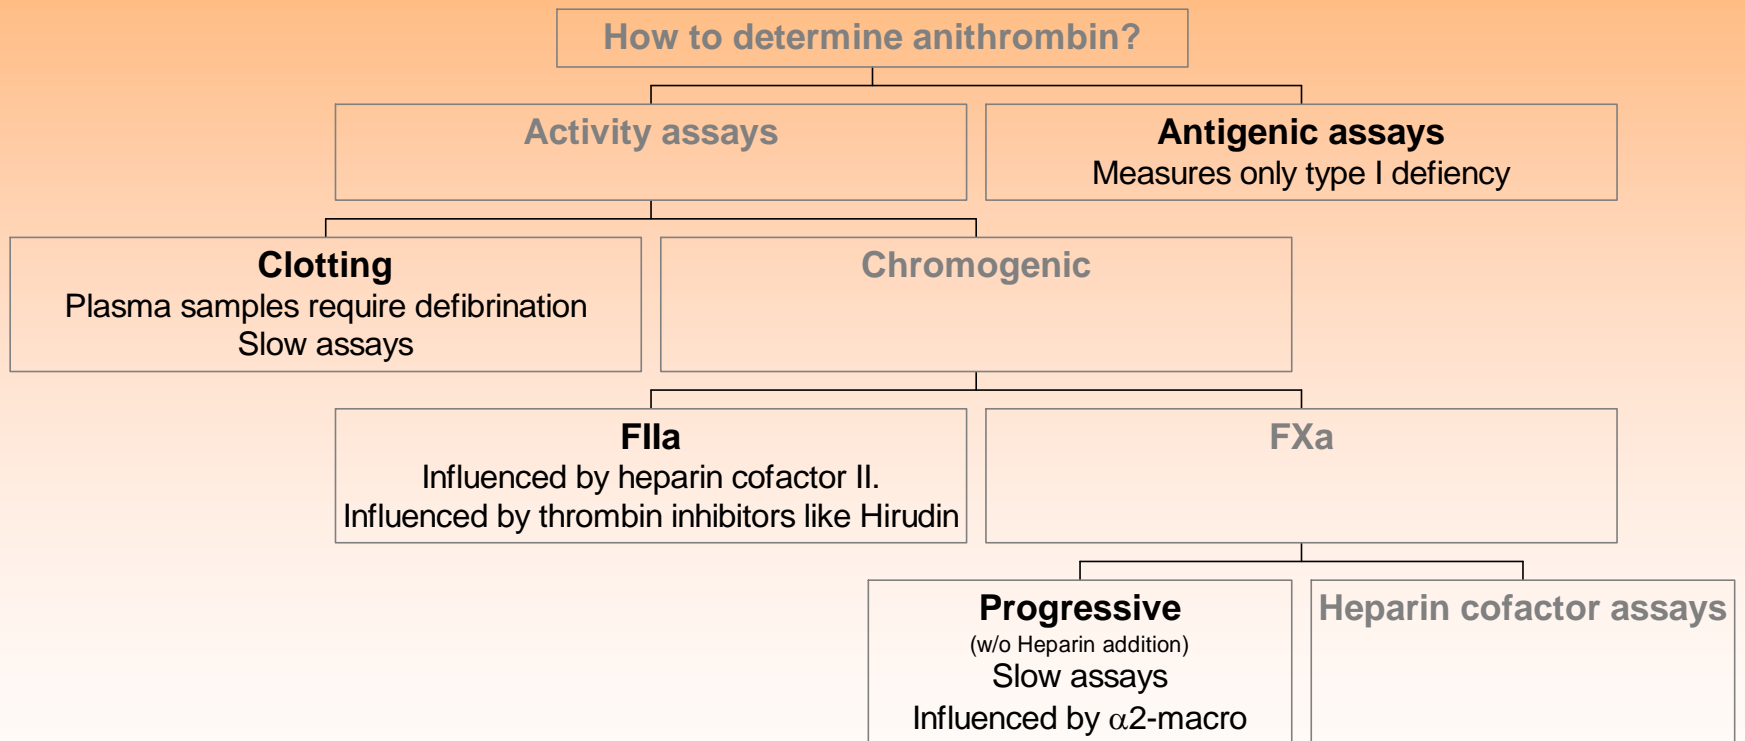 How to determine anithrombin?
Activity assays
Antigenic assays
Measures only type I defiency
Clotting
Plasma samples require defibrination
Slow assays
Chromogenic
FIIa
Influenced by heparin cofactor II.
Influenced by thrombin inhibitors like Hirudin
FXa
Progressive
(w/o Heparin addition)
Slow assays
Influenced by α2-macro
Heparin cofactor assays